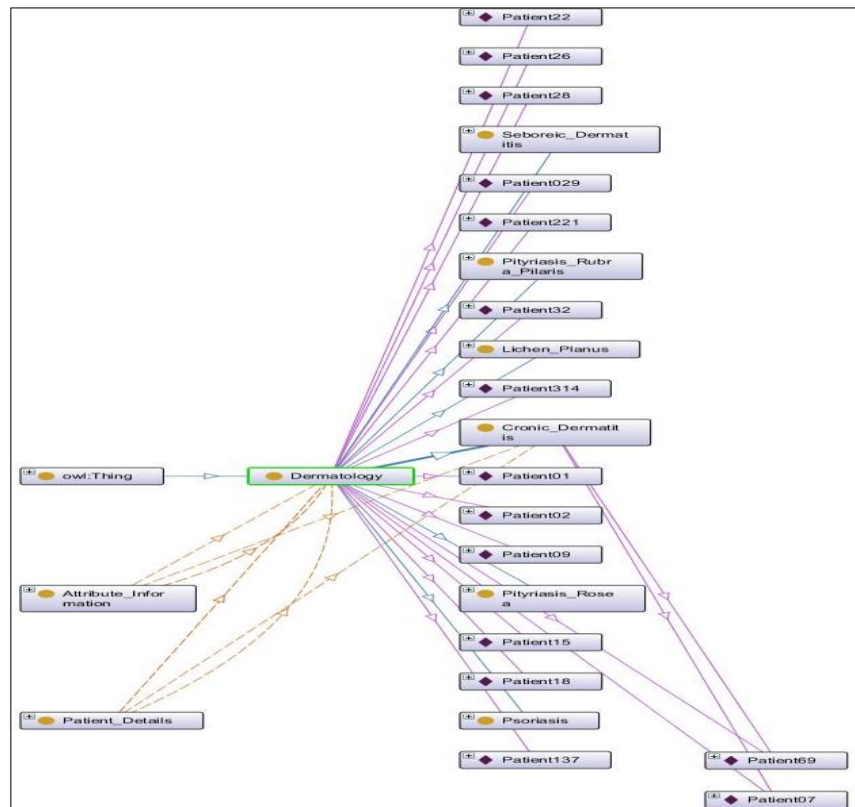 Patient22
Patient26
Patient28
Seboreic_Dermat
itis
Patient029
Patient221
Pityriasis_Rubr
a_Pilaris
Patient32
Lichen_Planus
Patient314
Cronic_Dermatit
is
owl:Thing
Dermatology
Patient01
Patient02
Patient09
Attribute_Infor
mation
Pityriasis_Rose
a
Patient15
Patient18
Patient_Details
Psoriasis
Patient137
Patient69
Patient07